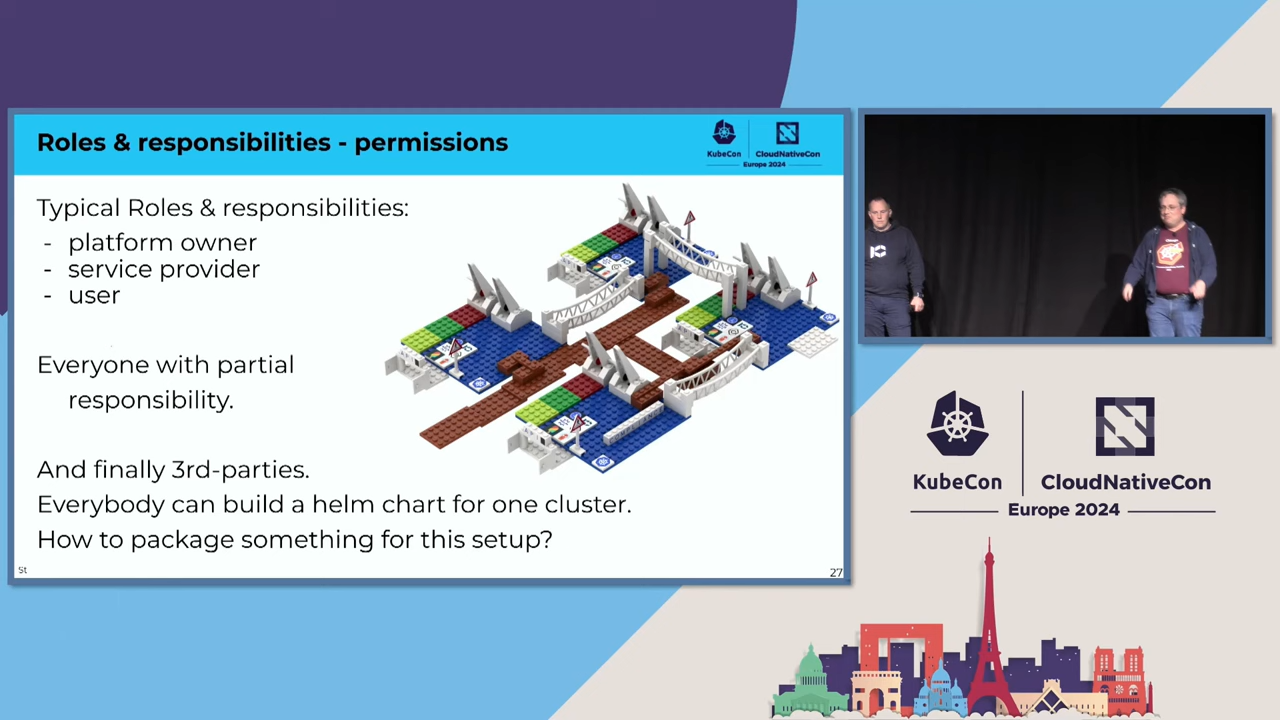 Roles & responsibilities - permissions
KubeCon
CloudNativeCon
Europe 2024
Typical Roles & responsibilities:
- platform owner
- service provider
- user
Everyone with partial
responsibility.
And finally 3rd-parties.
Everybody can build a helm chart for one cluster.
How to package something for this setup?
St
27
KubeCon
CloudNativeCon
Europe 2024